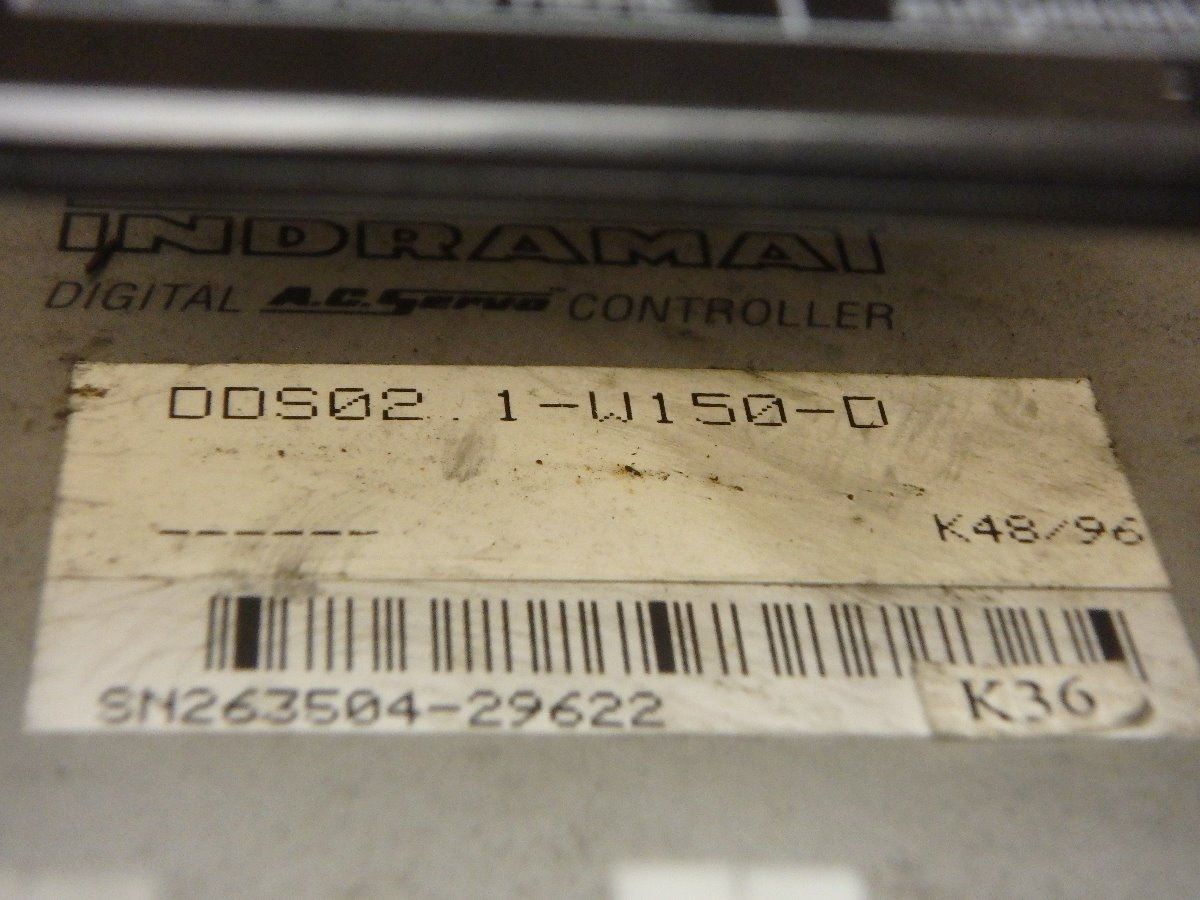 INDRAMAT
DIGITAL A.C. Servo CONTROLLER
DDS02.1-W150-D
------
K48/96
SN263504-29622
K36